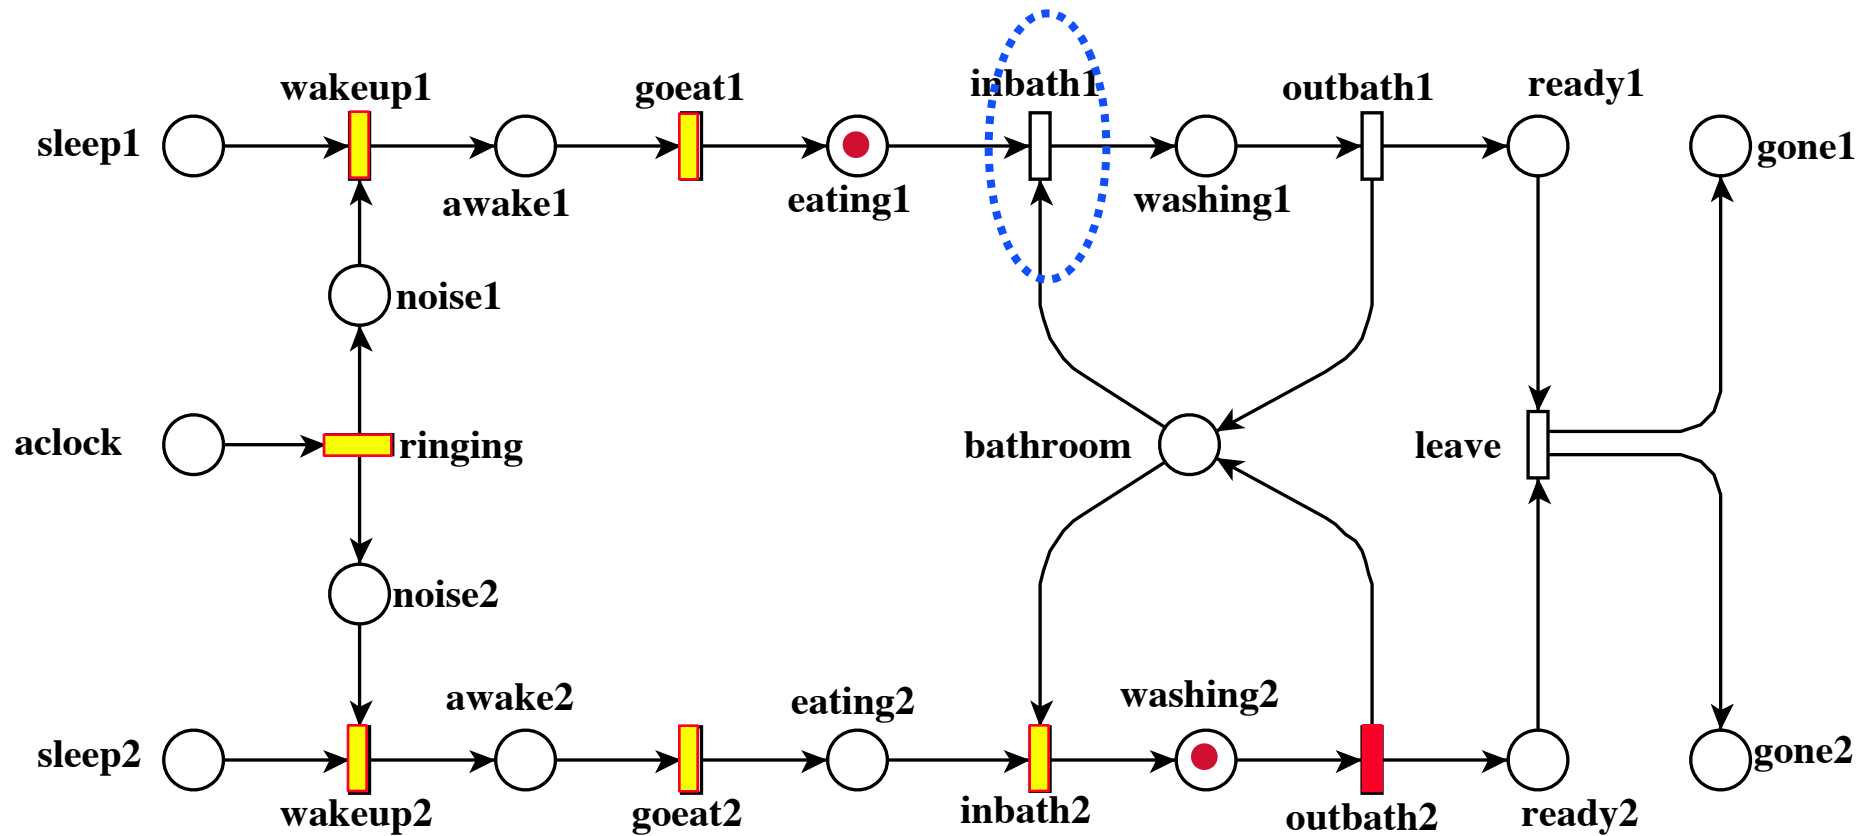 wakeup1
goeat1
inbath1
outbath1
ready1
sleep1
gone1
awake1
eating1
washing1
noise1
aclock
ringing
bathroom
leave
noise2
awake2
eating2
washing2
sleep2
gone2
wakeup2
goeat2
inbath2
outbath2
ready2